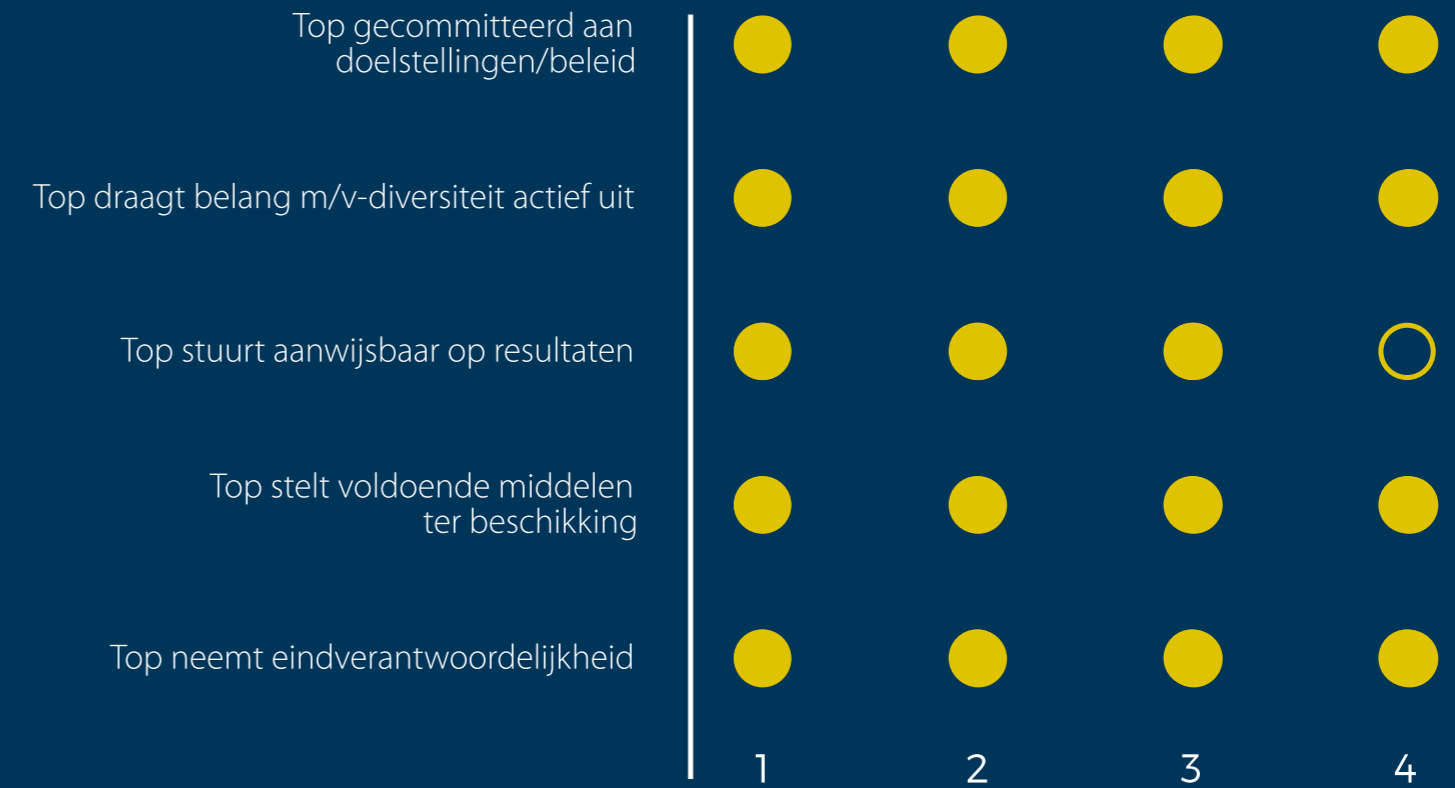 Top gecommitteerd aan
doelstellingen/beleid
Top draagt belang m/v-diversiteit actief uit
Top stuurt aanwijsbaar op resultaten
Top stelt voldoende middelen
ter beschikking
Top neemt eindverantwoordelijkheid
1 2 3 4